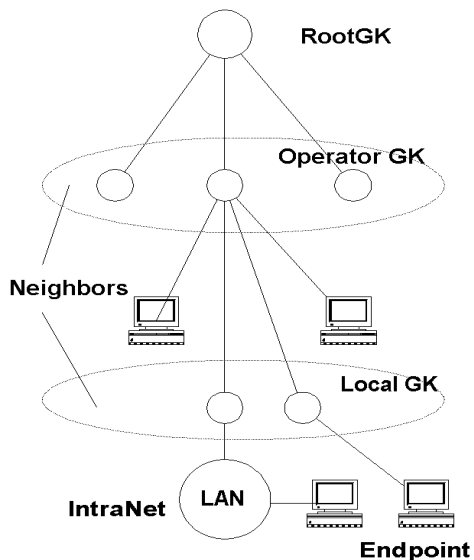 RootGK
Operator GK
Neighbors
Local GK
LAN
IntraNet
Endpoint